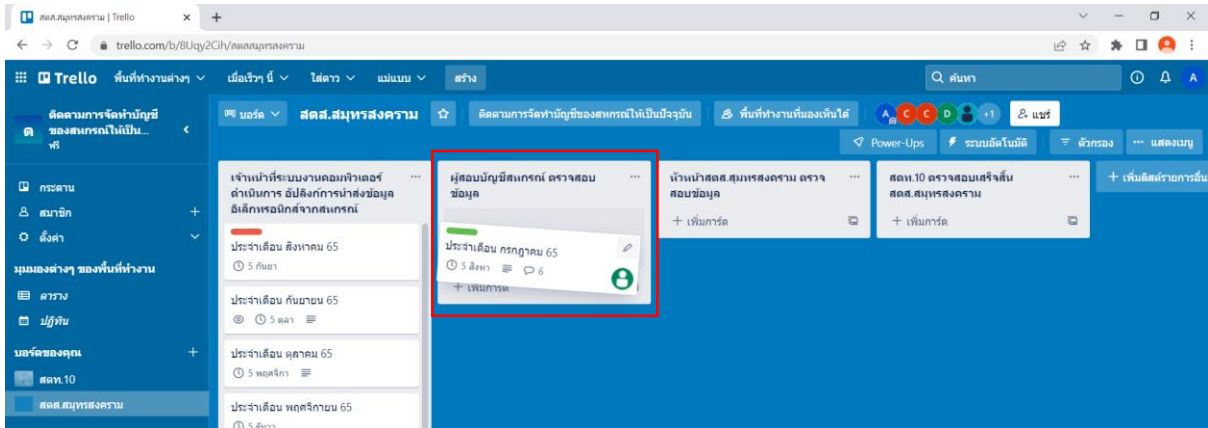 สตส.สมุทรสงคราม | Trello
trello.com/b/8Uqy2Cih/สตสสมุทรสงคราม
Trello พื้นที่ทำงานต่างๆ เมื่อเร็วๆ นี้ ใส่ดาว แม่แบบ สร้าง ค้นหา A
ต ติดตามการจัดทำบัญชี
ของสหกรณ์ให้เป็น...
ฟรี
บอร์ด สตส.สมุทรสงคราม ติดตามการจัดทำบัญชีของสหกรณ์ให้เป็นปัจจุบัน พื้นที่ทำงานที่มองเห็นได้ A C C D +1 แชร์
Power-Ups ระบบอัตโนมัติ ตัวกรอง แสดงเมนู
กระดาน
สมาชิก
ตั้งค่า
มุมมองต่างๆ ของพื้นที่ทำงาน
ตาราง
ปฏิทิน
บอร์ดของคุณ
สตท.10
สตส.สมุทรสงคราม
เจ้าหน้าที่ระบบงานคอมพิวเตอร์
ดำเนินการ อัปลิงก์การนำส่งข้อมูล
อิเล็กทรอนิกส์จากสหกรณ์
ประจำเดือน สิงหาคม 65
5 กันยา
ประจำเดือน กันยายน 65
5 ตุลา
ประจำเดือน ตุลาคม 65
5 พฤศจิกา
ประจำเดือน พฤศจิกายน 65
5 ธันวา
ผู้สอบบัญชีสหกรณ์ ตรวจสอบ
ข้อมูล
ประจำเดือน กรกฎาคม 65
5 สิงหา 6
+ เพิ่มการ์ด
หัวหน้าสตส.สุมทรสงคราม ตรวจ
สอบข้อมูล
+ เพิ่มการ์ด
สตท.10 ตรวจสอบเสร็จสิ้น
สตส.สมุทรสงคราม
+ เพิ่มการ์ด
+ เพิ่มลิสต์รายการอื่น